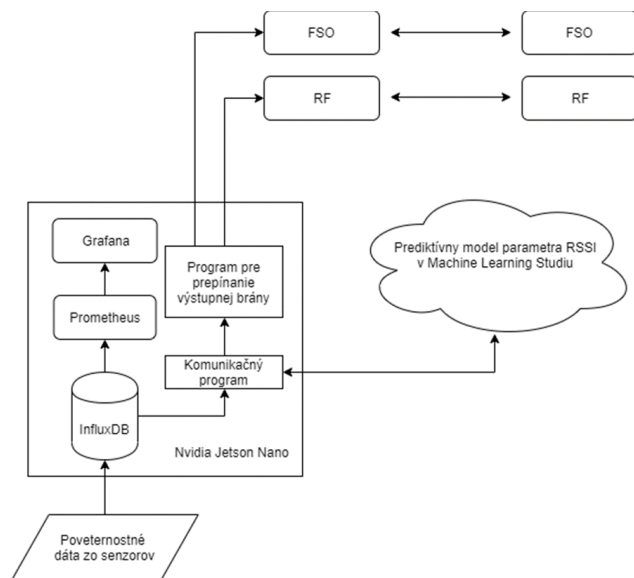 FSO
FSO
RF
RF
Grafana
Program pre
prepínanie
výstupnej brány
Prediktívny model parametra RSSI
v Machine Learning Studiu
Prometheus
Komunikačný
program
InfluxDB
Nvidia Jetson Nano
Poveternostné
dáta zo senzorov